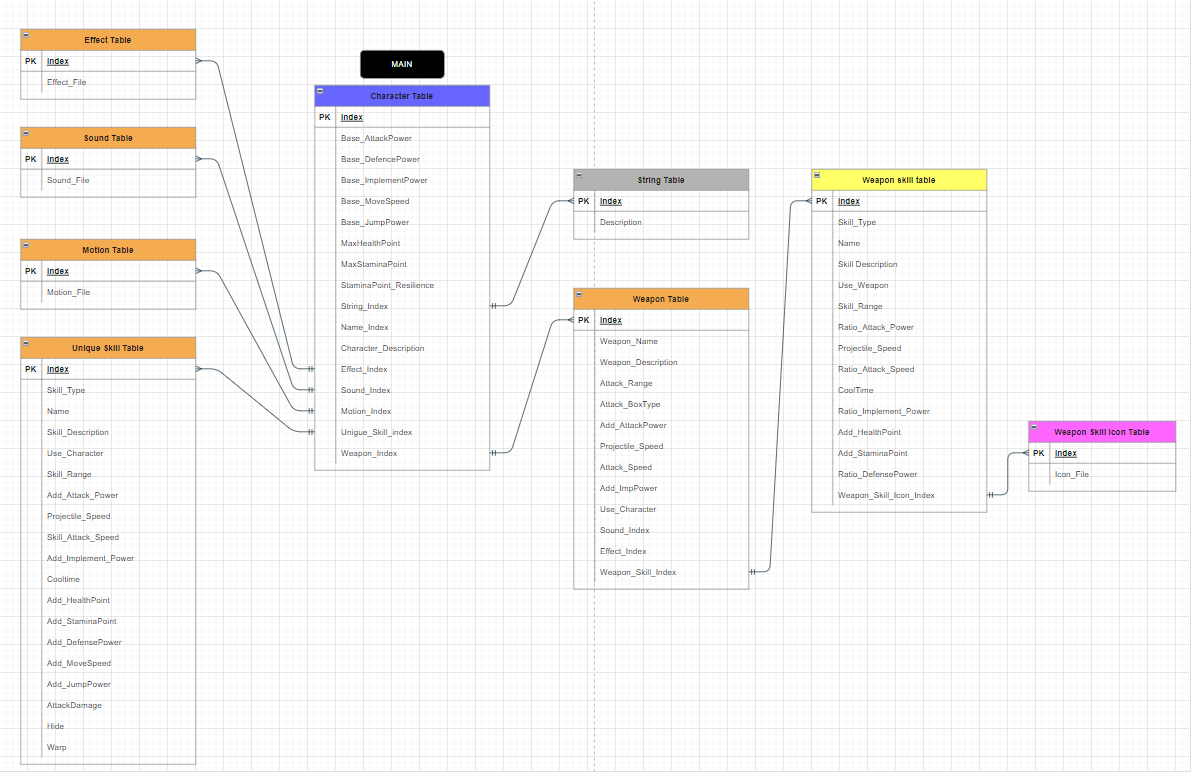 Effect Table
PK Index
Effect_File
Sound Table
PK Index
Sound_File
Motion Table
PK Index
Motion_File
Unique Skill Table
PK Index
Skill_Type
Name
Skill_Description
Use_Character
Skill_Range
Add_Attack_Power
Projectile_Speed
Skill_Attack_Speed
Add_Implement_Power
Cooltime
Add_HealthPoint
Add_StaminaPoint
Add_DefensePower
Add_MoveSpeed
Add_JumpPower
AttackDamage
Hide
Warp
MAIN
Character Table
PK Index
Base_AttackPower
Base_DefencePower
Base_ImplementPower
Base_MoveSpeed
Base_JumpPower
MaxHealthPoint
MaxStaminaPoint
StaminaPoint_Resilience
String_Index
Name_Index
Character_Description
Effect_Index
Sound_Index
Motion_Index
Unigue_Skill_index
Weapon_Index
String Table
PK Index
Description
Weapon Table
PK Index
Weapon_Name
Weapon_Description
Attack_Range
Attack_BoxType
Add_AttackPower
Projectile_Speed
Attack_Speed
Add_ImpPower
Use_Character
Sound_Index
Effect_Index
Weapon_Skill_Index
Weapon skill table
PK Index
Skill_Type
Name
Skill Description
Use_Weapon
Skill_Range
Ratio_Attack_Power
Projectile_Speed
Ratio_Attack_Speed
CoolTime
Ratio_Implement_Power
Add_HealthPoint
Add_StaminaPoint
Ratio_DefensePower
Weapon_Skill_Icon_Index
Weapon Skill Icon Table
PK Index
Icon_File